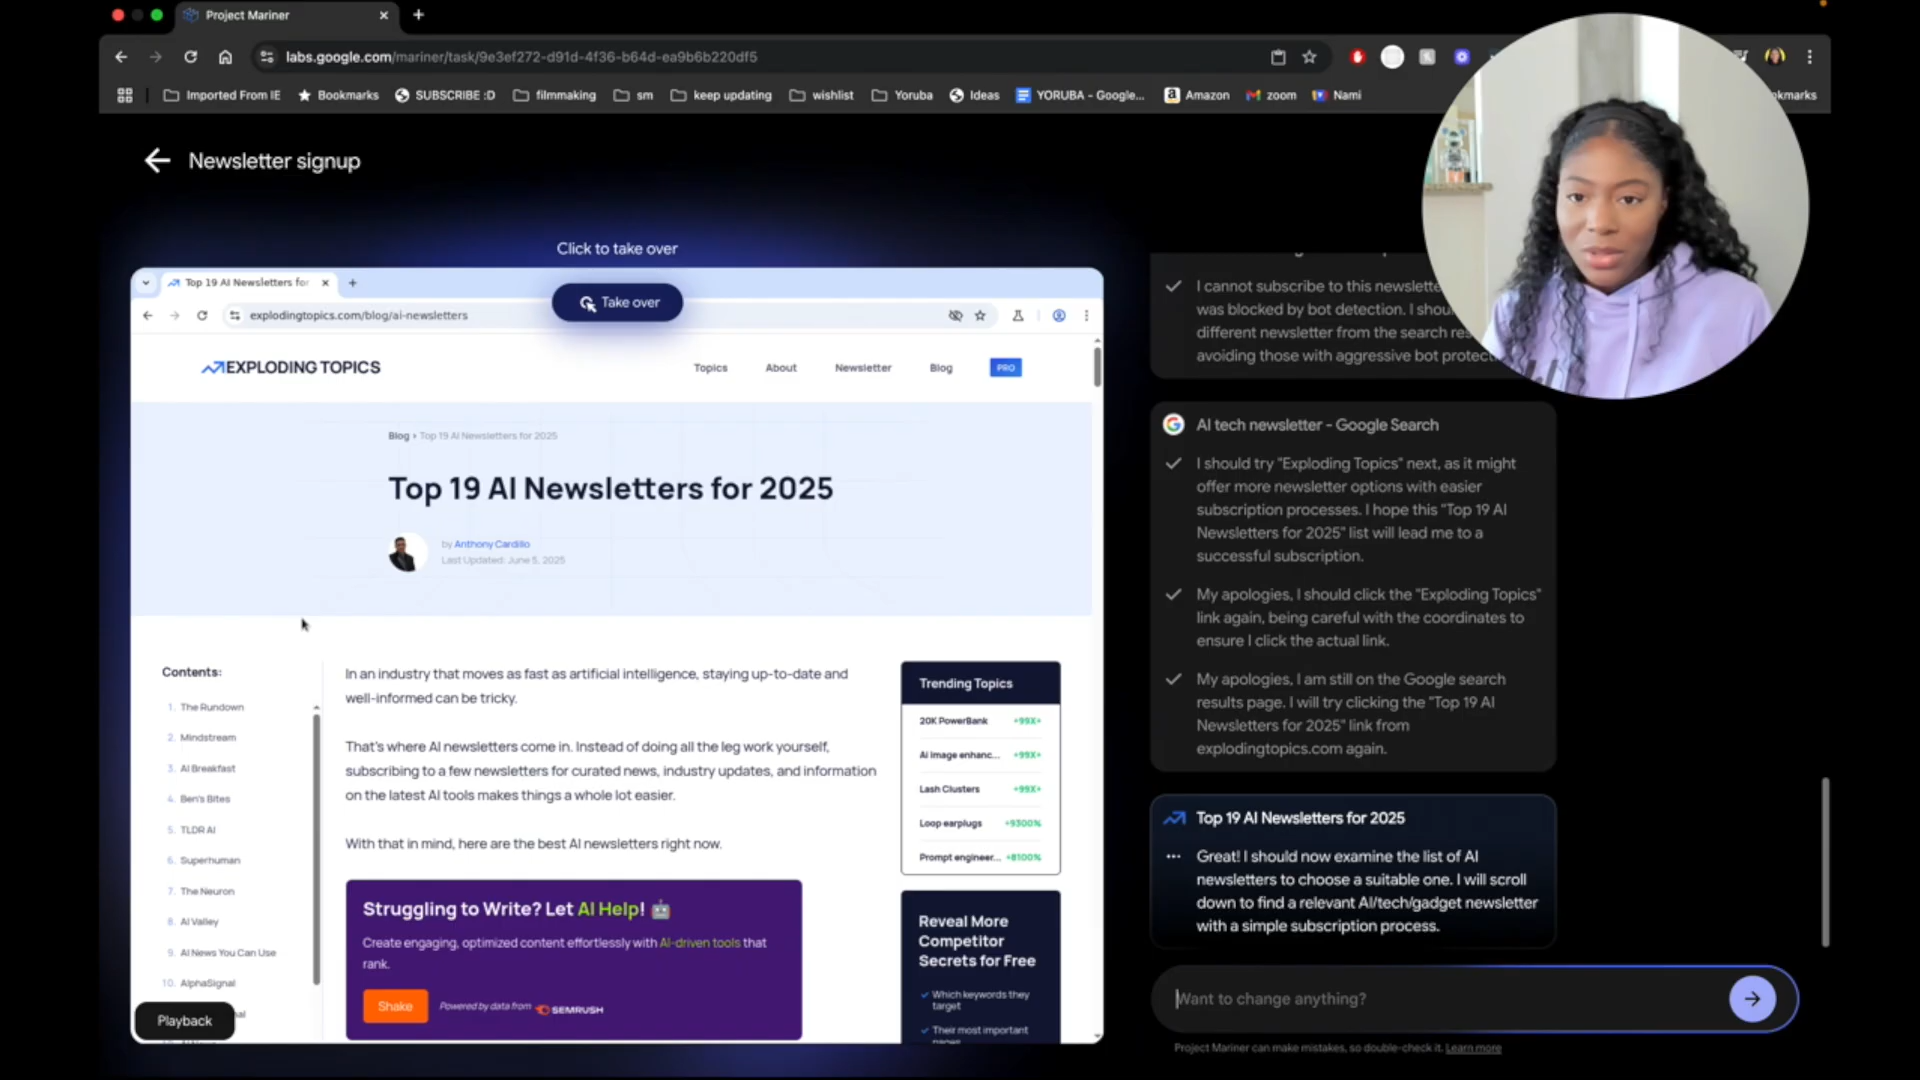 Project Mariner
labs.google.com/mariner/task/9e3ef272-d91d-4f36-b64d-ea9b6b220df5
Imported From IE
Bookmarks
SUBSCRIBE :D
filmmaking
sm
keep updating
wishlist
Yoruba
Ideas
YORUBA - Google...
Amazon
zoom
Nami
Newsletter signup
Click to take over
Top 19 AI Newsletters for
Take over
explodingtopics.com/blog/ai-newsletters
EXPLODING TOPICS
Topics
About
Newsletter
Blog
PRO
Blog › Top 19 AI Newsletters for 2025
Top 19 AI Newsletters for 2025
by Anthony Cardillo
Last Updated: June 5, 2025
Contents:
1. The Rundown
2. Mindstream
3. AI Breakfast
4. Ben's Bites
5. TLDR AI
6. Superhuman
7. The Neuron
8. AI Valley
9. AI News You Can Use
10. AlphaSignal
Playback
In an industry that moves as fast as artificial intelligence, staying up-to-date and
well-informed can be tricky.
That's where AI newsletters come in. Instead of doing all the leg work yourself,
subscribing to a few newsletters for curated news, industry updates, and information
on the latest AI tools makes things a whole lot easier.
With that in mind, here are the best AI newsletters right now.
Struggling to Write? Let AI Help! 🤖
Create engaging, optimized content effortlessly with AI-driven tools that
rank.
Shake
Powered by data from SEMRUSH
Trending Topics
20K PowerBank +99X+
Ai image enhanc... +99X+
Lash Clusters +99X+
Loop earplugs +9300%
Prompt engineer... +8100%
Reveal More
Competitor
Secrets for Free
Which keywords they
target
Their most important
pages
I cannot subscribe to this
was blocked by bot detection. I
different newsletter from the search
avoiding those with aggressive bot
AI tech newsletter - Google Search
I should try "Exploding Topics" next, as it might
offer more newsletter options with easier
subscription processes. I hope this "Top 19 AI
Newsletters for 2025" list will lead me to a
successful subscription.
My apologies, I should click the "Exploding Topics"
link again, being careful with the coordinates to
ensure I click the actual link.
My apologies, I am still on the Google search
results page. I will try clicking the "Top 19 AI
Newsletters for 2025" link from
explodingtopics.com again.
Top 19 AI Newsletters for 2025
Great! I should now examine the list of AI
newsletters to choose a suitable one. I will scroll
down to find a relevant AI/tech/gadget newsletter
with a simple subscription process.
Want to change anything?
Project Mariner can make mistakes, so double-check it. Learn more